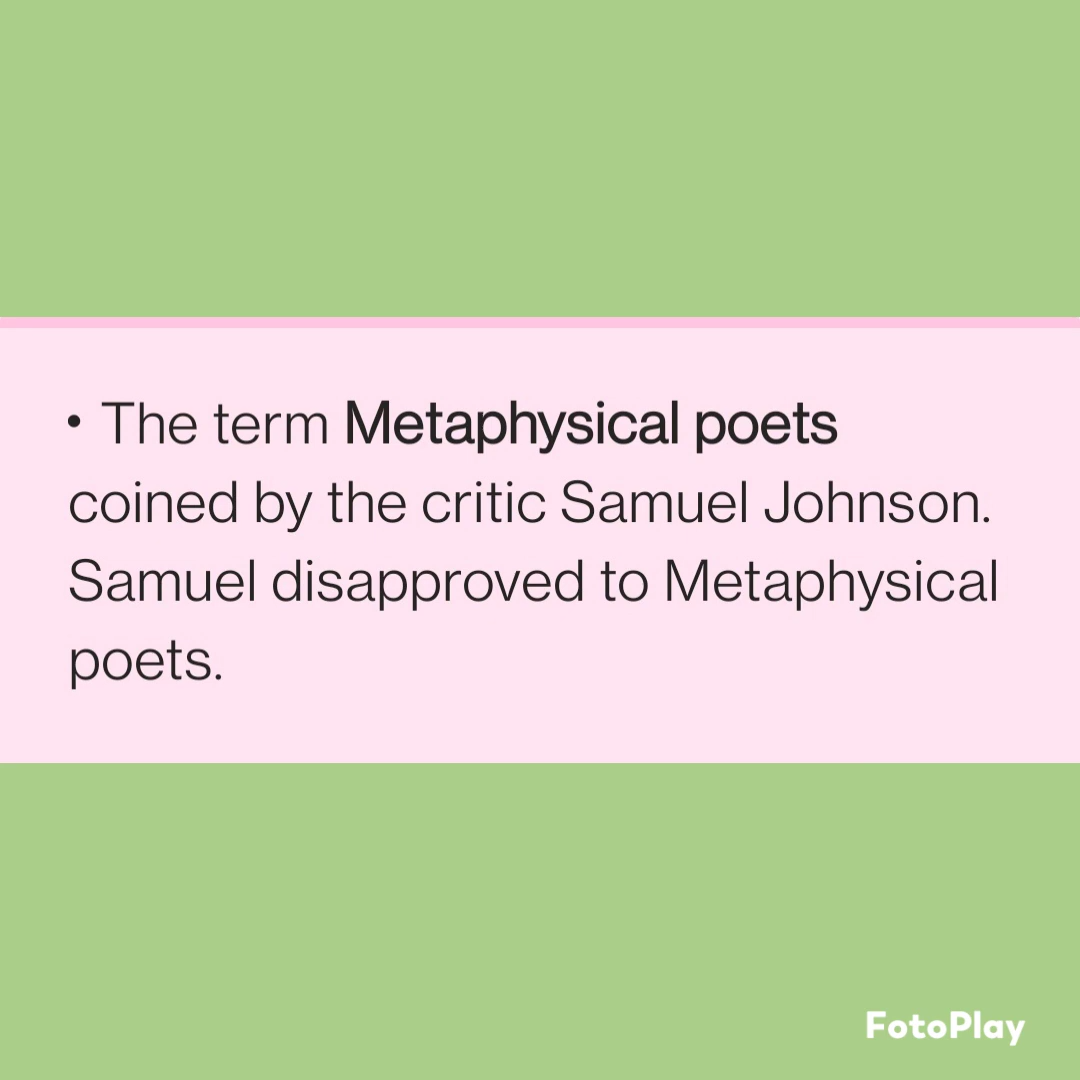 • The term Metaphysical poets
coined by the critic Samuel Johnson.
Samuel disapproved to Metaphysical
poets.
FotoPlay